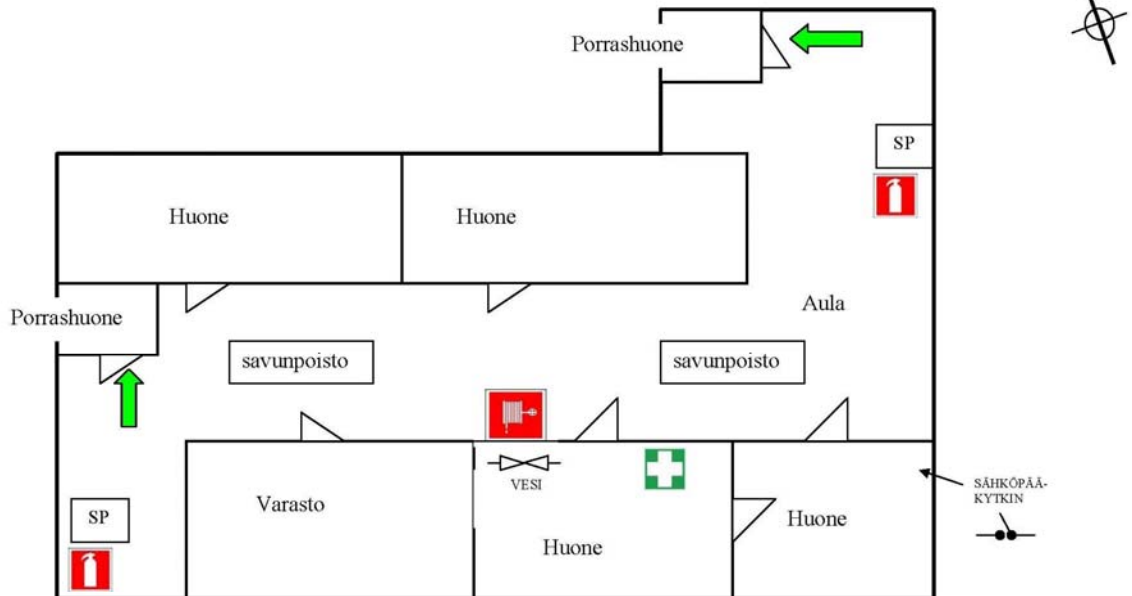 Porrashuone
SP
Huone
Huone
Aula
Porrashuone
savunpoisto
savunpoisto
VESI
SÄHKÖPÄÄ-
KYTKIN
Varasto
SP
Huone
Huone